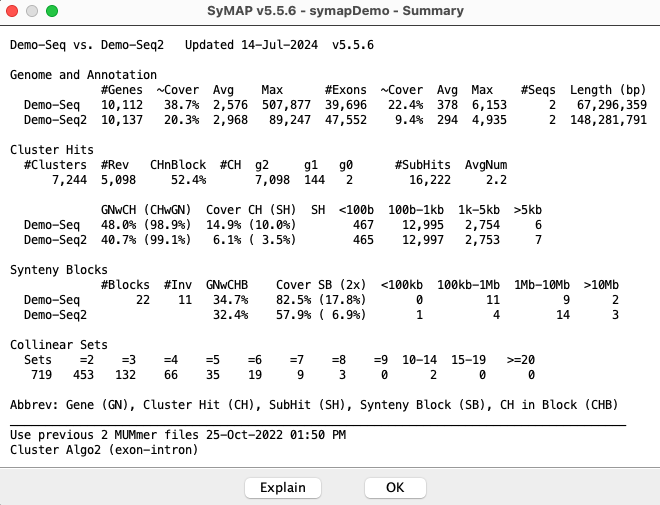 SyMAP v5.5.6 - symapDemo - Summary
Demo-Seq vs. Demo-Seq2   Updated 14-Jul-2024  v5.5.6
Genome and Annotation
#Genes  ~Cover  Avg    Max      #Exons  ~Cover  Avg  Max    #Seqs  Length (bp)
Demo-Seq   10,112   38.7%  2,576  507,877  39,696   22.4%  378  6,153      2   67,296,359
Demo-Seq2  10,137   20.3%  2,968   89,247  47,552    9.4%  294  4,935      2  148,281,791
Cluster Hits
#Clusters  #Rev   CHnBlock  #CH  g2     g1   g0      #SubHits  AvgNum
7,244  5,098     52.4%       7,098  144   2        16,222     2.2
GNwCH (CHwGN)  Cover CH (SH)  SH  <100b  100b-1kb  1k-5kb  >5kb
Demo-Seq   48.0% (98.9%)  14.9% (10.0%)       467    12,995   2,754     6
Demo-Seq2  40.7% (99.1%)   6.1% ( 3.5%)       465    12,997   2,753     7
Synteny Blocks
#Blocks  #Inv  GNwCHB    Cover SB (2x)  <100kb  100kb-1Mb  1Mb-10Mb  >10Mb
Demo-Seq        22    11   34.7%    82.5% (17.8%)       0         11         9      2
Demo-Seq2                  32.4%    57.9% ( 6.9%)       1          4        14      3
Collinear Sets
Sets   =2    =3    =4    =5    =6    =7    =8    =9  10-14  15-19   >=20
719  453   132    66    35    19     9     3     0      2      0      0
Abbrev: Gene (GN), Cluster Hit (CH), SubHit (SH), Synteny Block (SB), CH in Block (CHB)
Use previous 2 MUMmer files 25-Oct-2022 01:50 PM
Cluster Algo2 (exon-intron)
Explain   OK